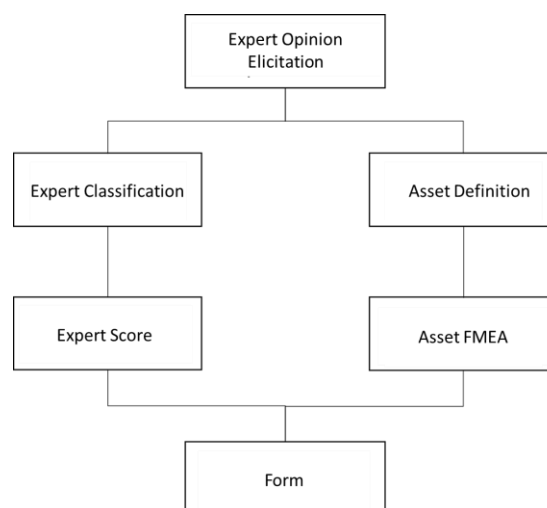 Expert Opinion
Elicitation
Expert Classification
Asset Definition
Expert Score
Asset FMEA
Form